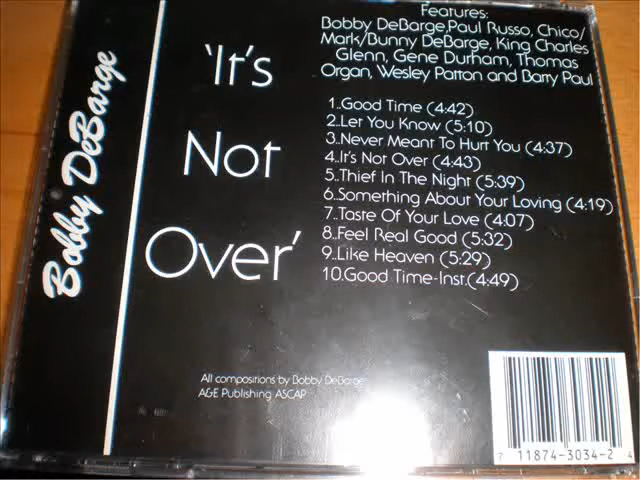 Bobby DeBarge
'It's
Not
Over'
Features:
Bobby DeBarge,Paul Russo, Chico/
Mark/Bunny DeBarge, King Charles
Glenn, Gene Durham, Thomas
Organ, Wesley Patton and Barry Paul
1..Good Time (4:42)
2..Let You Know (5:10)
3..Never Meant To Hurt You (4:37)
4..It's Not Over (4:43)
5..Thief In The Night (5:39)
6..Something About Your Loving (4:19)
7..Taste Of Your Love (4:07)
8..Feel Real Good (5:32)
9..Like Heaven (5:29)
10.Good Time-Inst.(4:49)
All compositions by Bobby DeBarge
A&E Publishing ASCAP
7 11874-3034-2 4